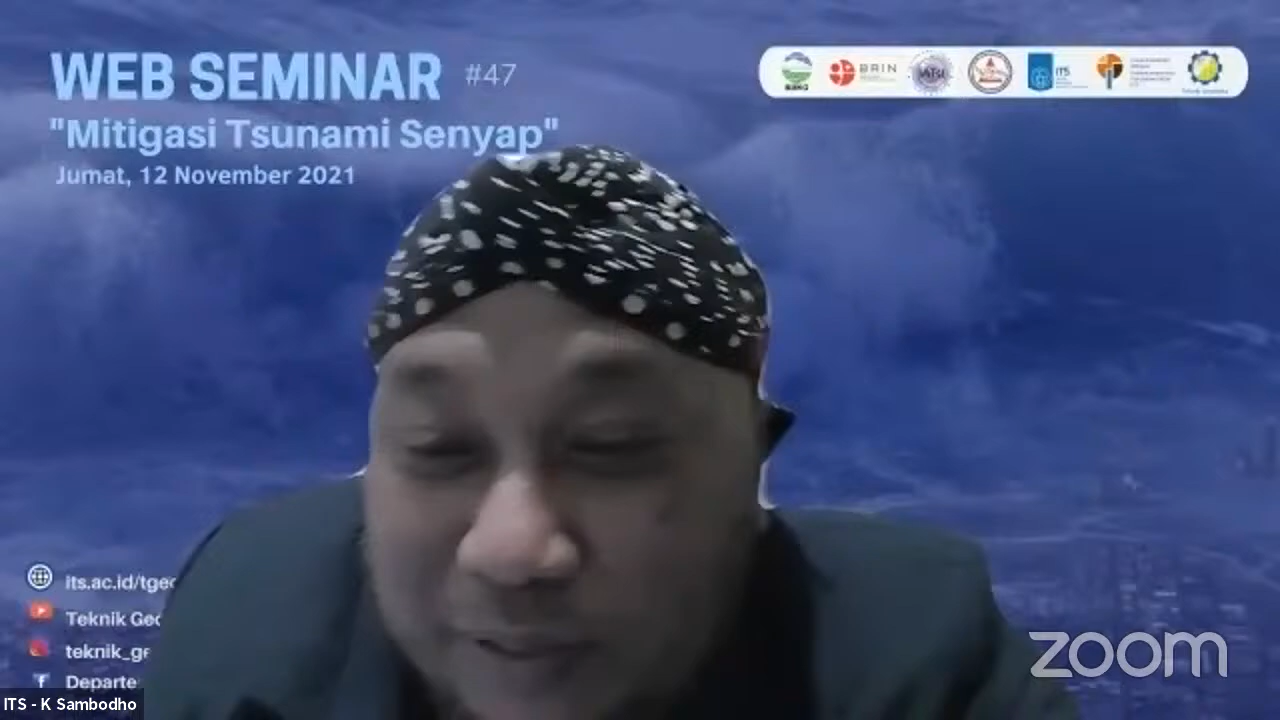 WEB SEMINAR #47
"Mitigasi Tsunami Senyap"
Jumat, 12 November 2021
BRIN
ITS
its.ac.id/tgeo
Teknik Geo
teknik_ge
Departe
ITS - K Sambodho
zoom